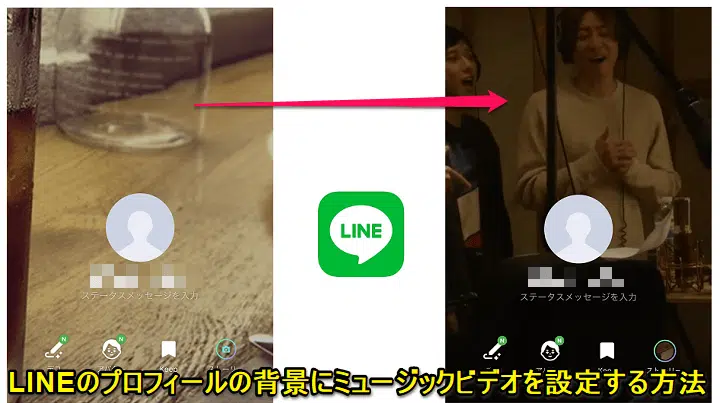 LINE
ステータスメッセージを入力
ステータスメッセージを入力
N
N
Keep
N
LINEのプロフィールの背景にミュージックビデオを設定する方法